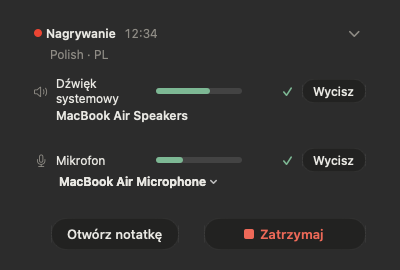 Nagrywanie 12:34
Polish · PL
Dźwięk
systemowy
Wycisz
MacBook Air Speakers
Mikrofon
Wycisz
MacBook Air Microphone
Otwórz notatkę
Zatrzymaj